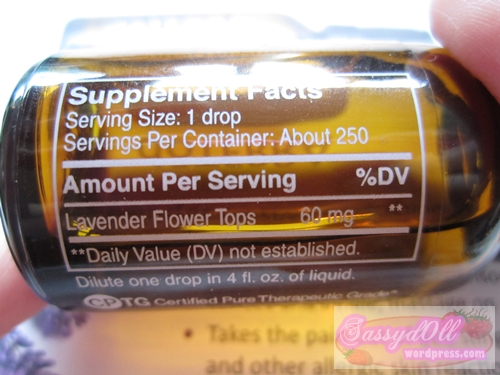 Supplement Facts
Serving Size: 1 drop
Servings Per Container: About 250
Amount Per Serving %DV
Lavender Flower Tops 60 mg **
**Daily Value (DV) not established.
Dilute one drop in 4 fl. oz. of liquid.
CPTG Certified Pure Therapeutic Grade®
• Takes the pa
and other al
Sassyd0ll
wordpress.com